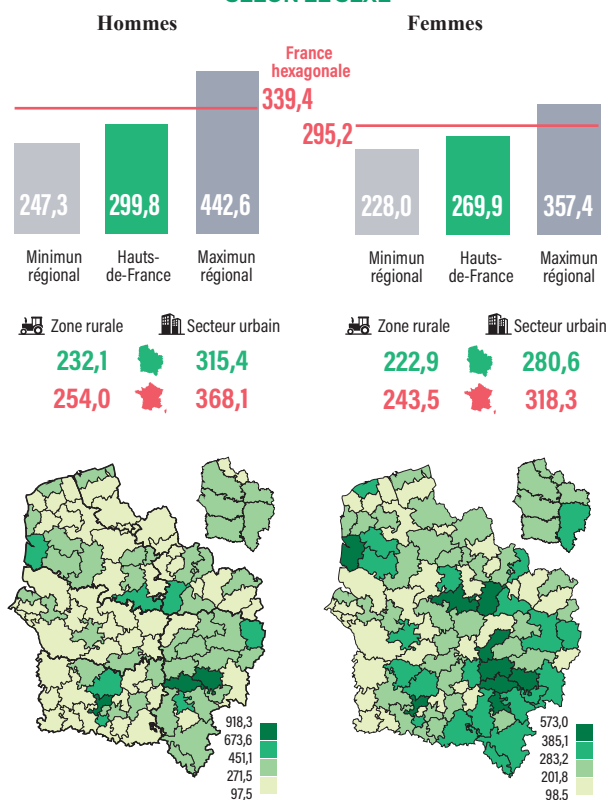 SELON LE SEXE
Hommes
Femmes
France
hexagonale
339,4
295,2
247,3
299,8
442,6
228,0
269,9
357,4
Minimun
régional
Hauts-
de-France
Maximun
régional
Minimun
régional
Hauts-
de-France
Maximun
régional
Zone rurale
Secteur urbain
Zone rurale
Secteur urbain
232,1
315,4
222,9
280,6
254,0
368,1
243,5
318,3
918,3
673,6
451,1
271,5
97,5
573,0
385,1
283,2
201,8
98,5